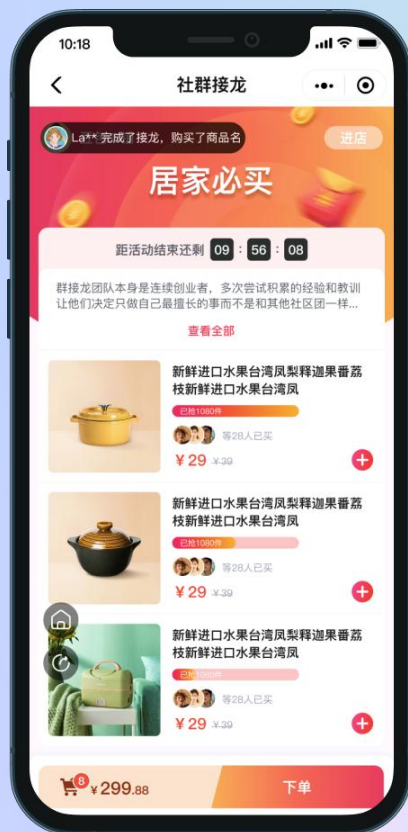 10:18
社群接龙
La** 完成了接龙，购买了商品名
进店
居家必买
距活动结束还剩 09 : 56 : 08
群接龙团队本身是连续创业者，多次尝试积累的经验和教训
让他们决定只做自己最擅长的事而不是和其他社区团一样...
查看全部
新鲜进口水果台湾凤梨释迦果番荔
枝新鲜进口水果台湾凤
已抢1080件
等28人已买
¥29 ¥39
新鲜进口水果台湾凤梨释迦果番荔
枝新鲜进口水果台湾凤
已抢1080件
等28人已买
¥29 ¥39
新鲜进口水果台湾凤梨释迦果番荔
枝新鲜进口水果台湾凤
已抢1080件
等28人已买
¥29 ¥39
8
¥299.88
下单